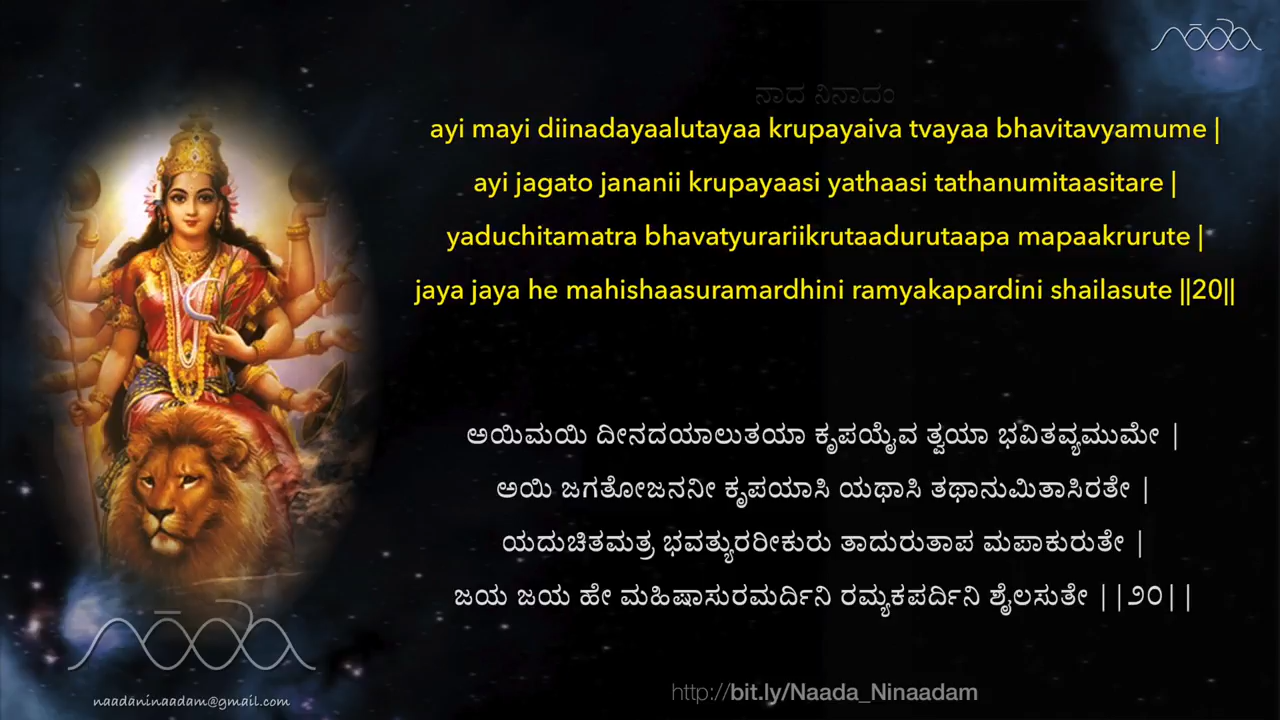 nāda
ನಾದ ನಿನಾದಂ
ayi mayi diinadayaalutayaa krupayaiva tvayaa bhavitavyamume |
ayi jagato jananii krupayaasi yathaasi tathanumitaasitare |
yaduchitamatra bhavatyurariikrutaadurutaapa mapaakrurute |
jaya jaya he mahishaasuramardhini ramyakapardini shailasute ||20||
ಅಯಿಮಯಿ ದೀನದಯಾಲುತಯಾ ಕೃಪಯೈವ ತ್ವಯಾ ಭವಿತವ್ಯಮುಮೇ |
ಅಯಿ ಜಗತೋಜನನೀ ಕೃಪಯಾಸಿ ಯಥಾಸಿ ತಥಾನುಮಿತಾಸಿರತೇ |
ಯದುಚಿತಮತ್ರ ಭವತ್ಯುರರೀಕುರು ತಾದುರುತಾಪ ಮಪಾಕುರುತೇ |
ಜಯ ಜಯ ಹೇ ಮಹಿಷಾಸುರಮರ್ದಿನಿ ರಮ್ಯಕಪರ್ದಿನಿ ಶೈಲಸುತೇ ||೨೦||
nāda
naadaninaadam@gmail.com
http://bit.ly/Naada_Ninaadam